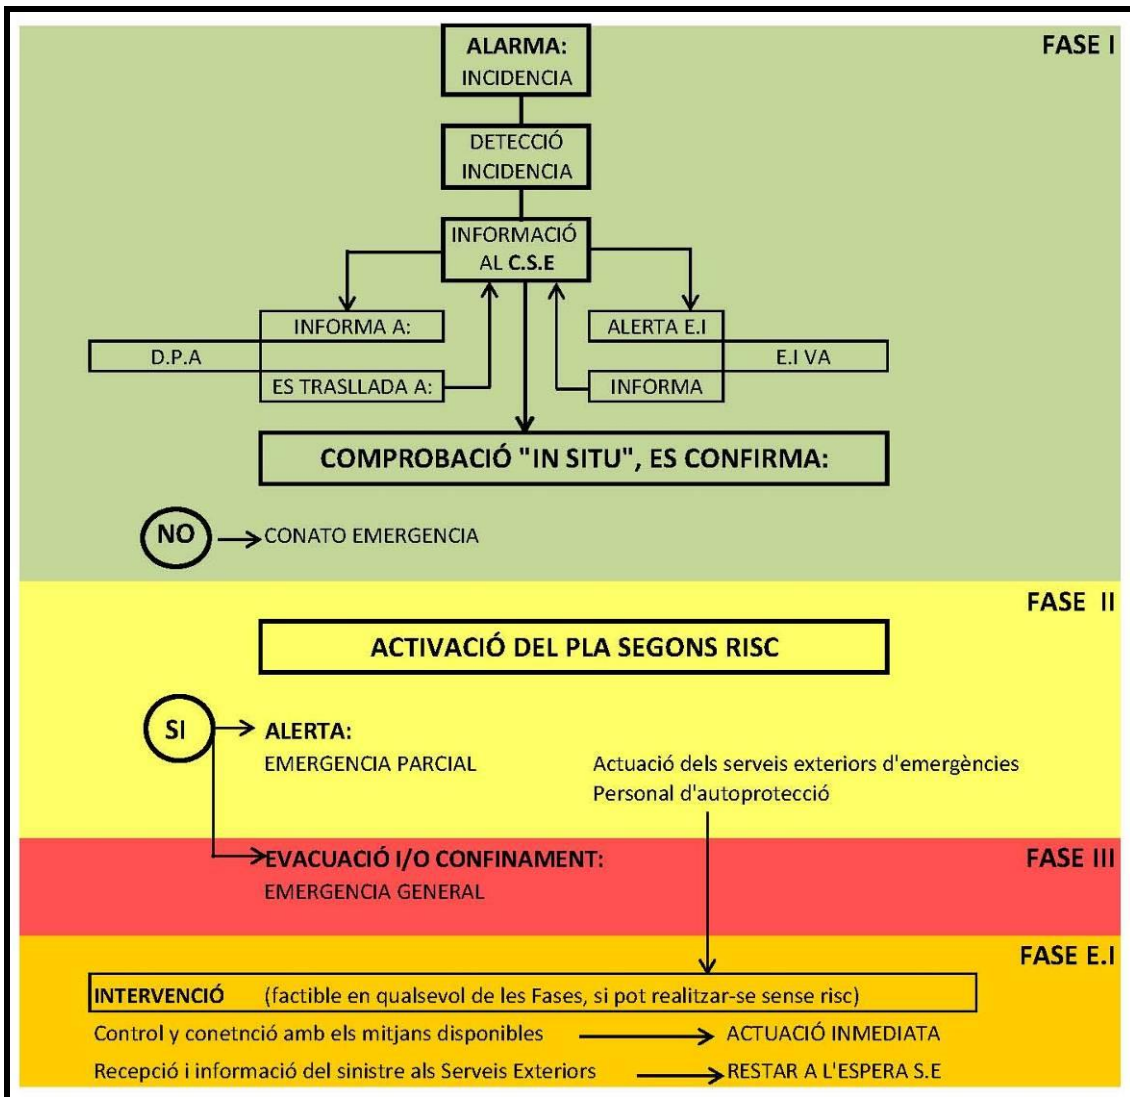 FASE I
ALARMA:
INCIDENCIA
DETECCIÓ
INCIDENCIA
INFORMACIÓ
AL C.S.E
INFORMA A:
ALERTA E.I
D.P.A
E.I VA
ES TRASLLADA A:
INFORMA
COMPROBACIÓ "IN SITU", ES CONFIRMA:
NO
CONATO EMERGENCIA
FASE II
ACTIVACIÓ DEL PLA SEGONS RISC
SI
ALERTA:
EMERGENCIA PARCIAL
Actuació dels serveis exteriors d'emergències
Personal d'autoprotecció
FASE III
EVACUACIÓ I/O CONFINAMENT:
EMERGENCIA GENERAL
FASE E.I
INTERVENCIÓ (factible en qualsevol de les Fases, si pot realitzar-se sense risc)
Control y conetnció amb els mitjans disponibles ACTUACIÓ INMEDIATA
Recepció i informació del sinistre als Serveis Exteriors RESTAR A L'ESPERA S.E